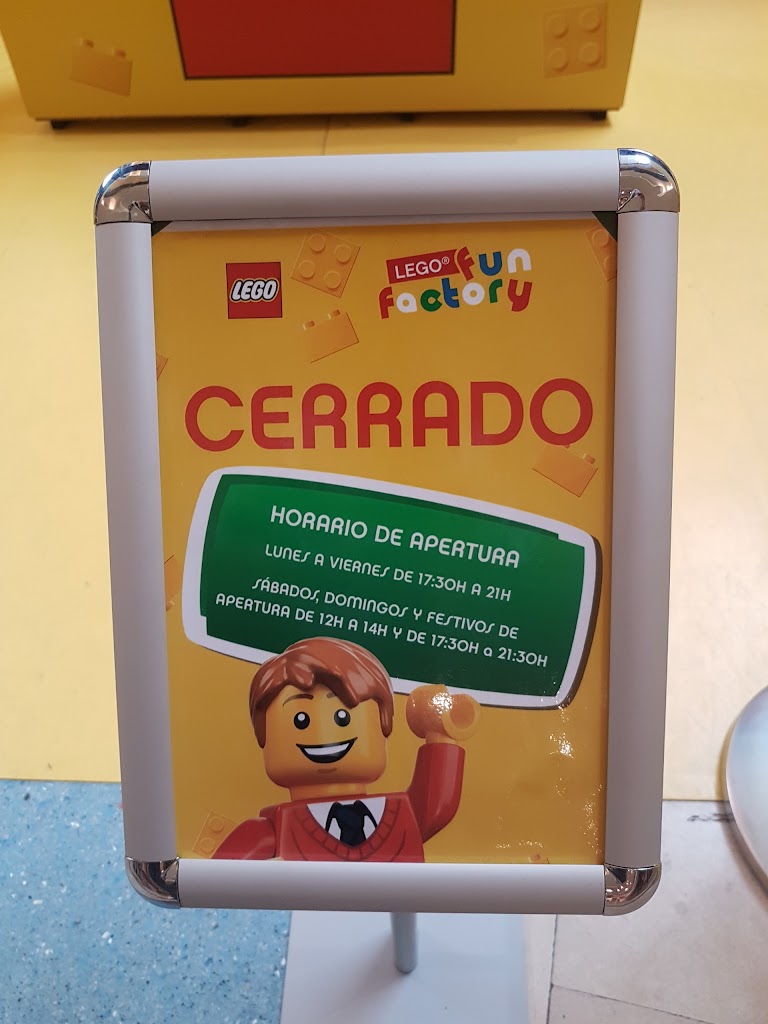 LEGO
LEGO® fun
factory
CERRADO
HORARIO DE APERTURA
LUNES A VIERNES DE 17:30H A 21H
SÁBADOS, DOMINGOS Y FESTIVOS DE
APERTURA DE 12H A 14H Y DE 17:30H a 21:30H